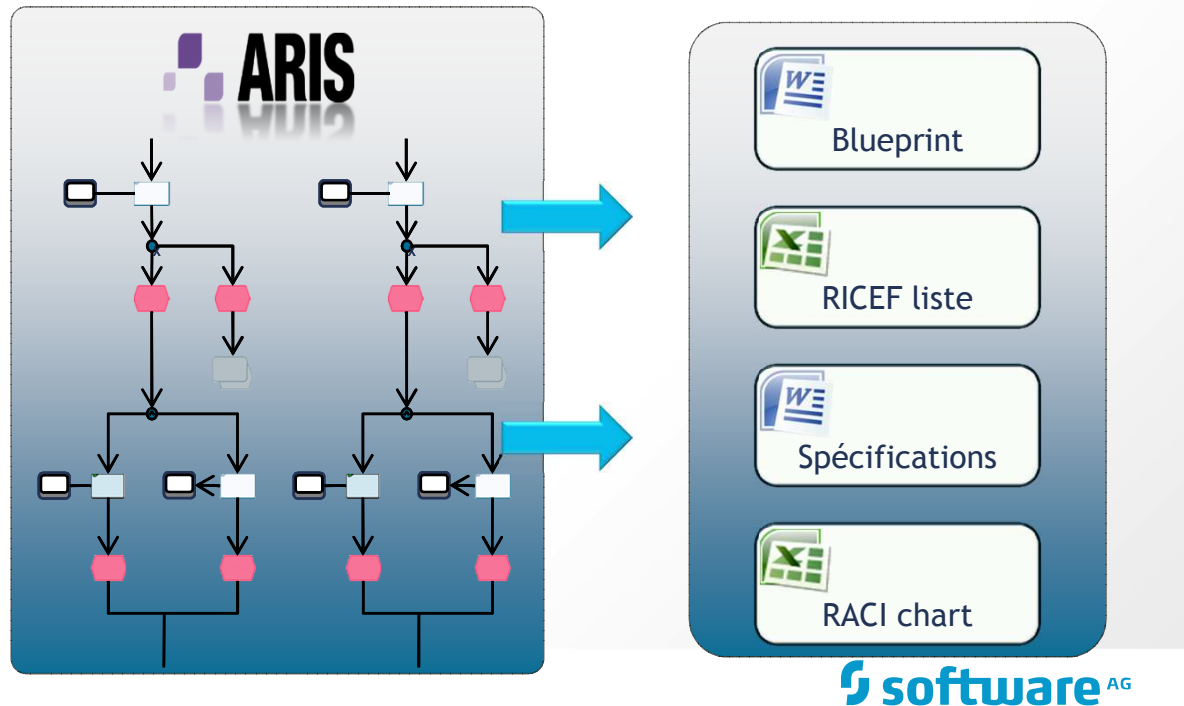 ARIS
X
X
Blueprint
RICEF liste
Spécifications
RACI chart
software AG